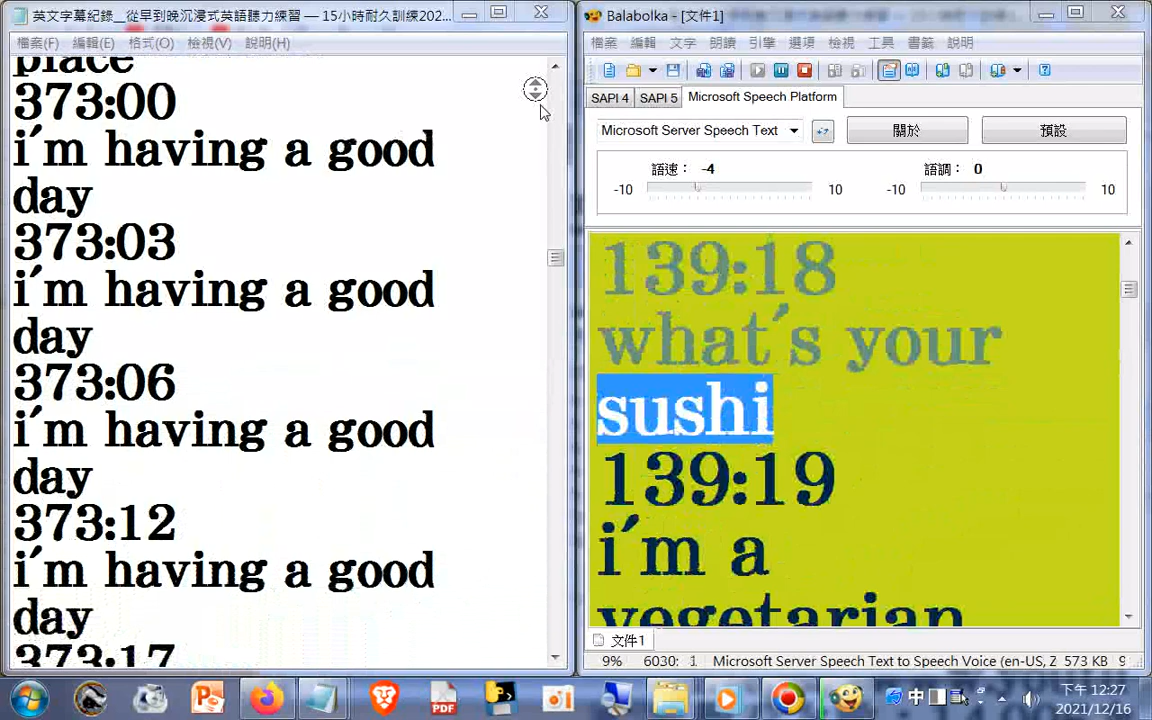 英文字幕紀錄__從早到晚沉浸式英語聽力練習 — 15小時耐久訓練202...
檔案(F) 編輯(E) 格式(O) 檢視(V) 說明(H)
place
373:00
i´m having a good
day
373:03
i´m having a good
day
373:06
i´m having a good
day
373:12
i´m having a good
day
373:17
Balabolka - [文件1]
檔案 編輯 文字 朗讀 引擎 選項 檢視 工具 書籤 說明
SAPI 4 SAPI 5 Microsoft Speech Platform
Microsoft Server Speech Text 關於 預設
語速： -4 語調： 0
-10 10 -10 10
139:18
what´s your
sushi
139:19
i´m a
vegetarian
文件1
9% 6030: 1 Microsoft Server Speech Text to Speech Voice (en-US, Z 573 KB 9
PDF
中
下午 12:27
2021/12/16